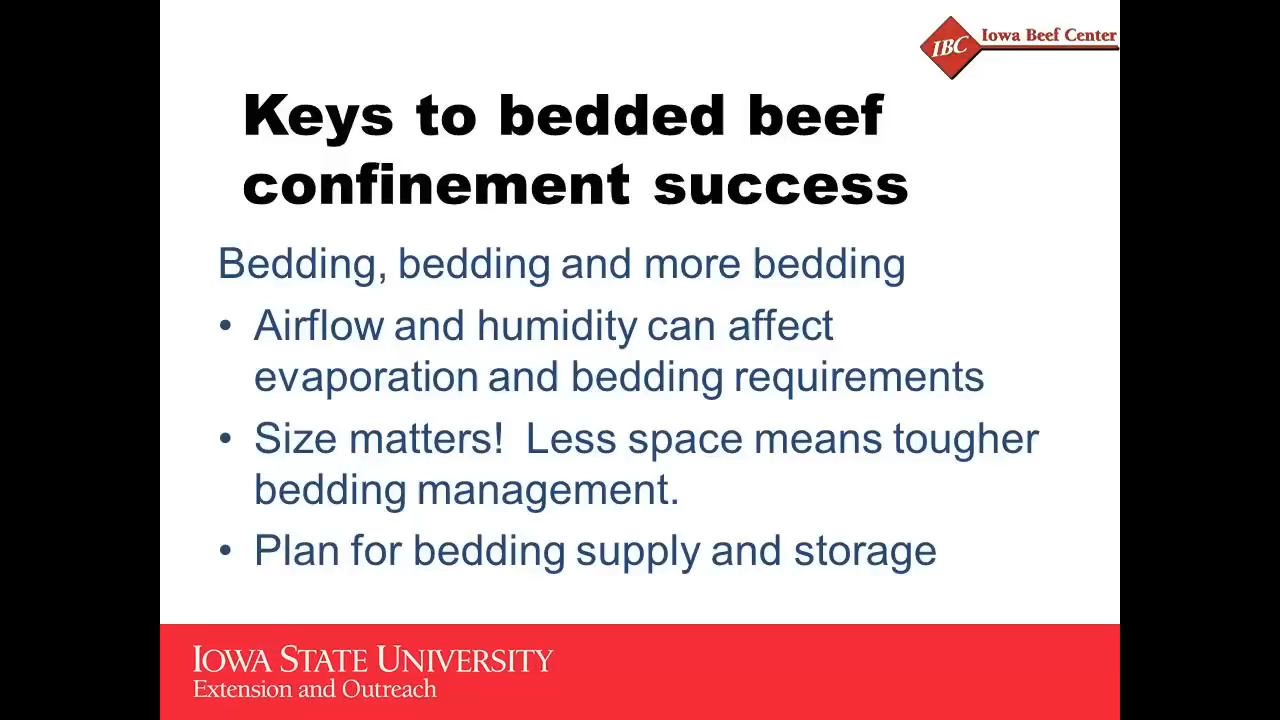 IBC Iowa Beef Center
Keys to bedded beef
confinement success
Bedding, bedding and more bedding
• Airflow and humidity can affect
evaporation and bedding requirements
• Size matters!  Less space means tougher
bedding management.
• Plan for bedding supply and storage
IOWA STATE UNIVERSITY
Extension and Outreach